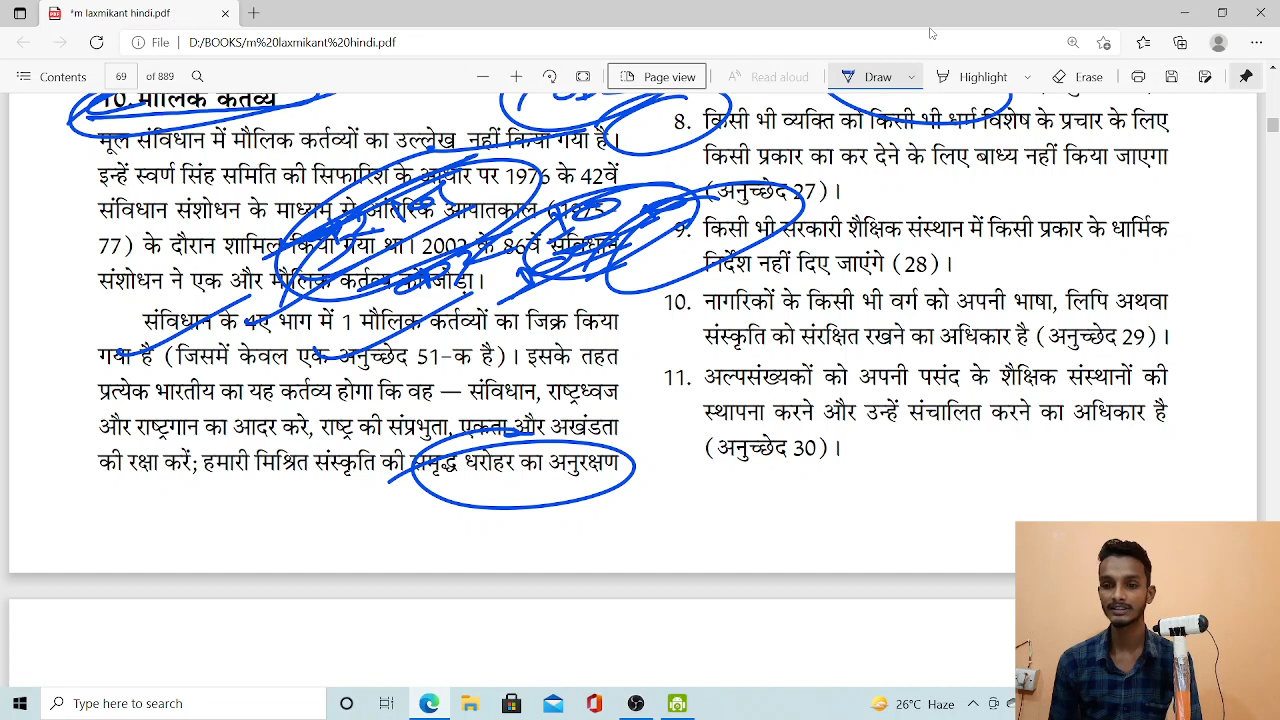 *m laxmikant hindi.pdf
File D:/BOOKS/m%20laxmikant%20hindi.pdf
Contents 69 of 889 Page view Read aloud Draw Highlight Erase
10. मौलिक कर्तव्य
मूल संविधान में मौलिक कर्तव्यों का उल्लेख नहीं किया गया है।
इन्हें स्वर्ण सिंह समिति की सिफारिश के आधार पर 1976 के 42वें
संविधान संशोधन के माध्यम से आंतरिक आपातकाल (1975-
77) के दौरान शामिल किया गया था। 2002 के 86वें संविधान
संशोधन ने एक और मौलिक कर्तव्य को जोड़ा।
संविधान के 4ए भाग में 1 मौलिक कर्तव्यों का जिक्र किया
गया है (जिसमें केवल एक अनुच्छेद 51-क है)। इसके तहत
प्रत्येक भारतीय का यह कर्तव्य होगा कि वह — संविधान, राष्ट्रध्वज
और राष्ट्रगान का आदर करे, राष्ट्र की संप्रभुता, एकता और अखंडता
की रक्षा करें; हमारी मिश्रित संस्कृति की समृद्ध धरोहर का अनुरक्षण
8. किसी भी व्यक्ति को किसी भी धर्म विशेष के प्रचार के लिए
किसी प्रकार का कर देने के लिए बाध्य नहीं किया जाएगा
(अनुच्छेद 27)।
9. किसी भी सरकारी शैक्षिक संस्थान में किसी प्रकार के धार्मिक
निर्देश नहीं दिए जाएंगे (28)।
10. नागरिकों के किसी भी वर्ग को अपनी भाषा, लिपि अथवा
संस्कृति को संरक्षित रखने का अधिकार है (अनुच्छेद 29)।
11. अल्पसंख्यकों को अपनी पसंद के शैक्षिक संस्थानों की
स्थापना करने और उन्हें संचालित करने का अधिकार है
(अनुच्छेद 30)।
Type here to search 26°C Haze